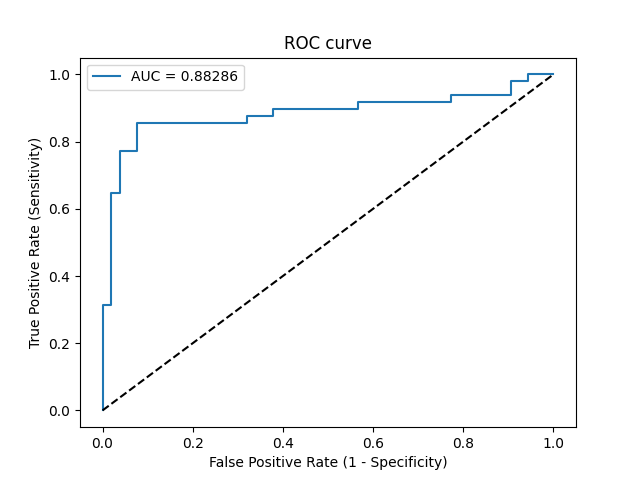 ROC curve
AUC = 0.88286
True Positive Rate (Sensitivity)
1.0
0.8
0.6
0.4
0.2
0.0
0.0 0.2 0.4 0.6 0.8 1.0
False Positive Rate (1 - Specificity)